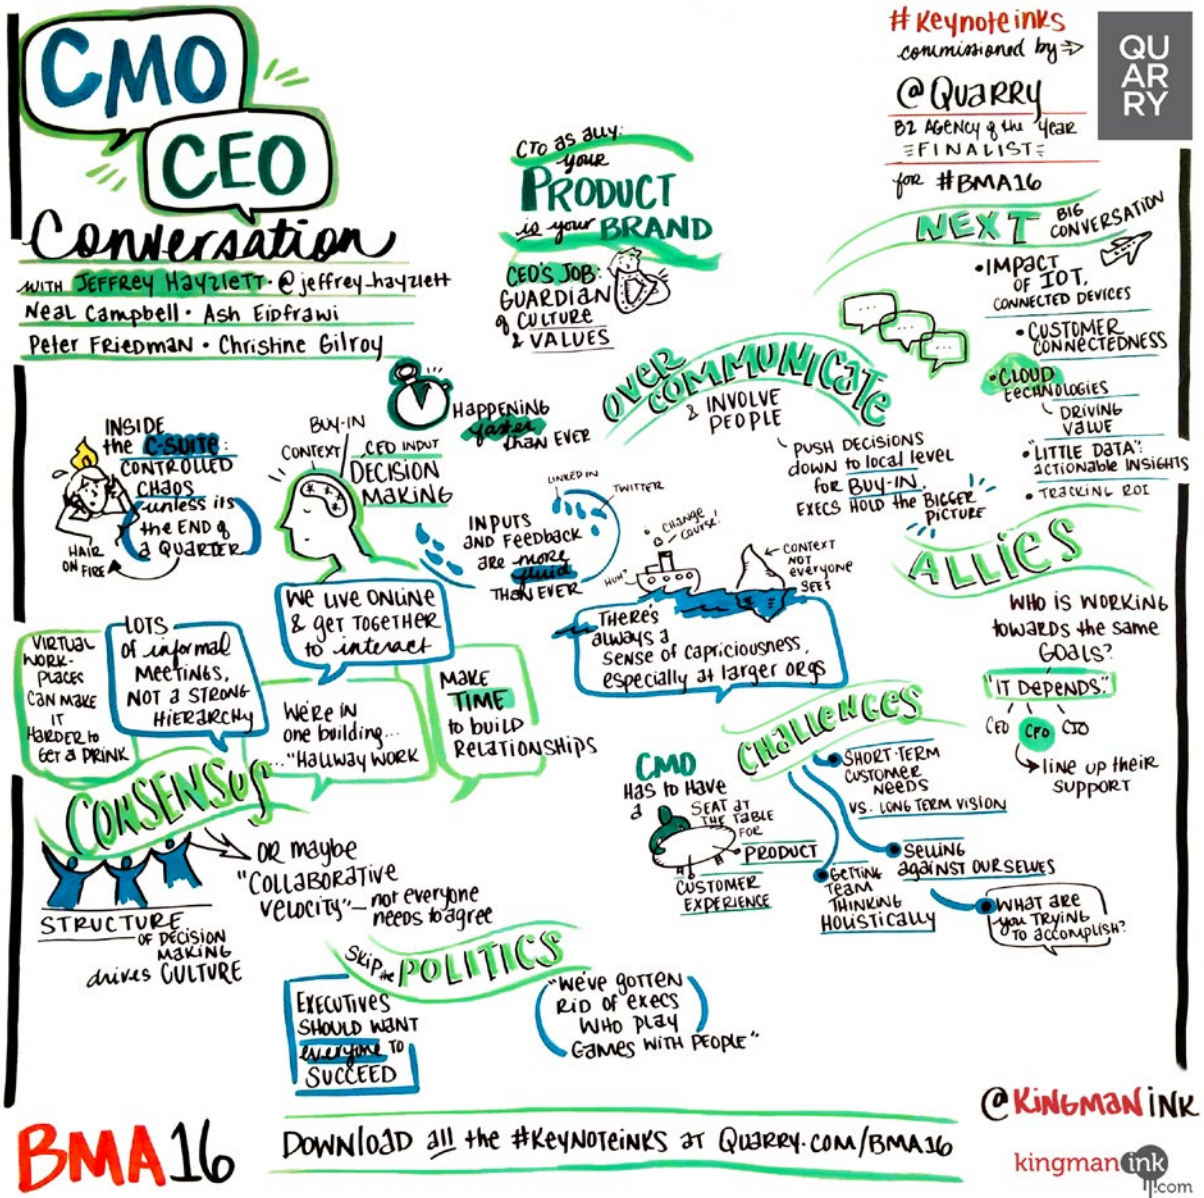 CMO
CEO
Conversation
WITH JEFFREY HAYZLETT • @jeffrey_hayzlett
NEAL CAMPBELL • ASH EIDFRAWI
PETER FRIEDMAN • CHRISTINE GILROY
#KEYNOTEINKS
commissioned by
@QUARRY
B2 AGENCY of the YEAR
FINALIST
for #BMA16
QU
AR
RY
CTO as ally:
your
PRODUCT
is your BRAND
CEO'S JOB:
GUARDIAN
of CULTURE
& VALUES
NEXT BIG
CONVERSATION
• IMPACT
OF IOT,
CONNECTED DEVICES
• CUSTOMER
CONNECTEDNESS
• CLOUD
TECHNOLOGIES
DRIVING
VALUE
• "LITTLE DATA":
ACTIONABLE INSIGHTS
• TRACKING ROI
OVER
COMMUNICATE
& INVOLVE
PEOPLE
PUSH DECISIONS
down to local level
for BUY-IN.
EXECS HOLD the BIGGER
PICTURE
HAPPENING
faster
than EVER
INSIDE
the C-SUITE:
CONTROLLED
CHAOS
unless its
the END of
a QUARTER
HAIR
ON FIRE
BUY-IN
CONTEXT
CEO INPUT
DECISION
MAKING
LINKED IN
TWITTER
INPUTS
AND FEEDBACK
are more
fluid
THAN EVER
CHANGE
COURSE!
HUH?
CONTEXT
NOT
everyone
SEES
THERE'S
always a
sense of capriciousness,
especially at larger orgs
ALLIES
WHO IS WORKING
towards the same
GOALS?
"IT DEPENDS."
CEO CFO CIO
line up their
support
WE LIVE ONLINE
& get TOGETHER
to interact
VIRTUAL
WORK-
PLACES
CAN MAKE
IT
HARDER to
GET a DRINK
LOTS
of informal
MEETINGS,
NOT a STRONG
HIERARCHY
WE'RE IN
one building...
..."HALLWAY WORK
MAKE
TIME
to build
RELATIONSHIPS
CONSENSUS
OR maybe
"COLLABORATIVE
VELOCITY" — not everyone
needs to agree
STRUCTURE
OF DECISION
MAKING
drives CULTURE
CHALLENGES
SHORT-TERM
CUSTOMER
NEEDS
VS. LONG TERM VISION
SELLING
AGAINST OURSELVES
GETTING
TEAM
THINKING
HOLISTICALLY
WHAT ARE
you TRYING
TO accomplish?
CMO
HAS to HAVE
a SEAT AT
THE TABLE
FOR
• PRODUCT
CUSTOMER
EXPERIENCE
SKIP the POLITICS
EXECUTIVES
SHOULD WANT
everyone TO
SUCCEED
"WE'VE GOTTEN
RID OF EXECS
WHO PLAY
GAMES WITH PEOPLE"
BMA16
DOWNLOAD all the #KEYNOTEINKS AT QUARRY.COM/BMA16
@KINGMANINK
kingman ink
.com